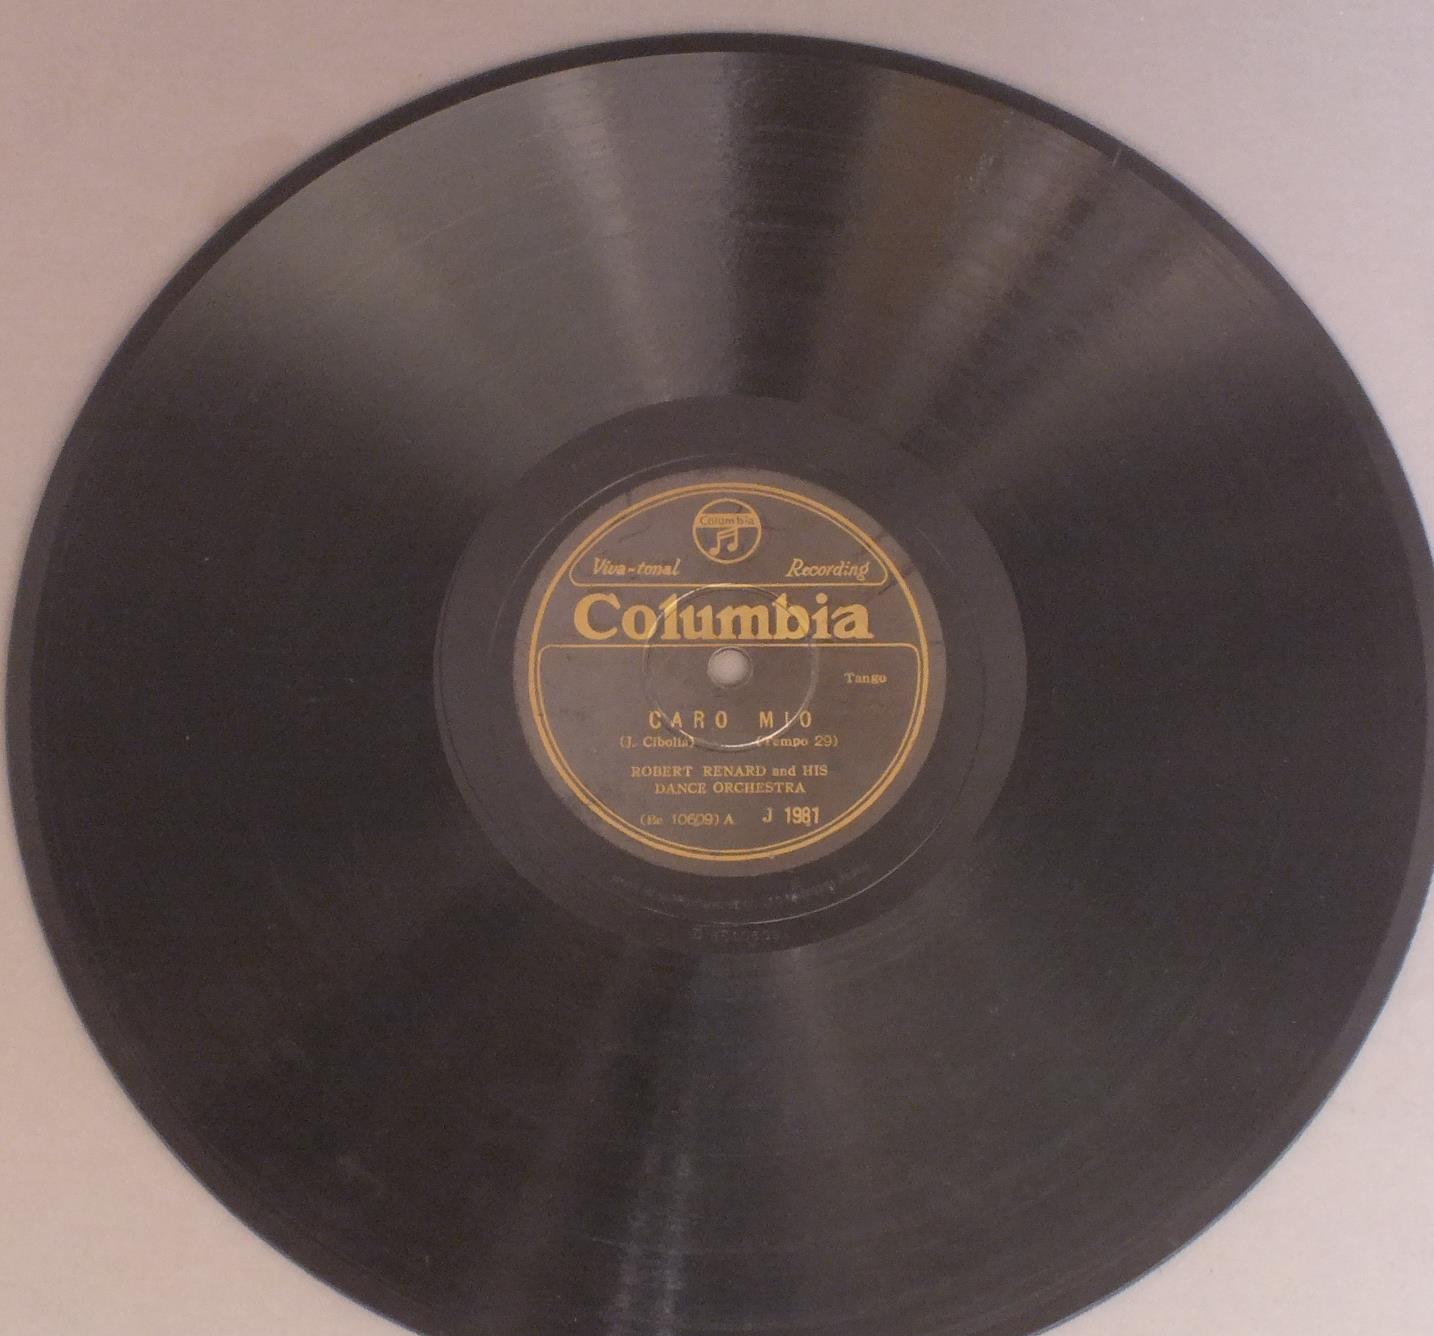 Columbia
Viva-tonal Recording
Columbia
Tango
CARO MIO
(J. Cibolla) (Tempo 29)
ROBERT RENARD and HIS
DANCE ORCHESTRA
(Be 10609) A J 1981